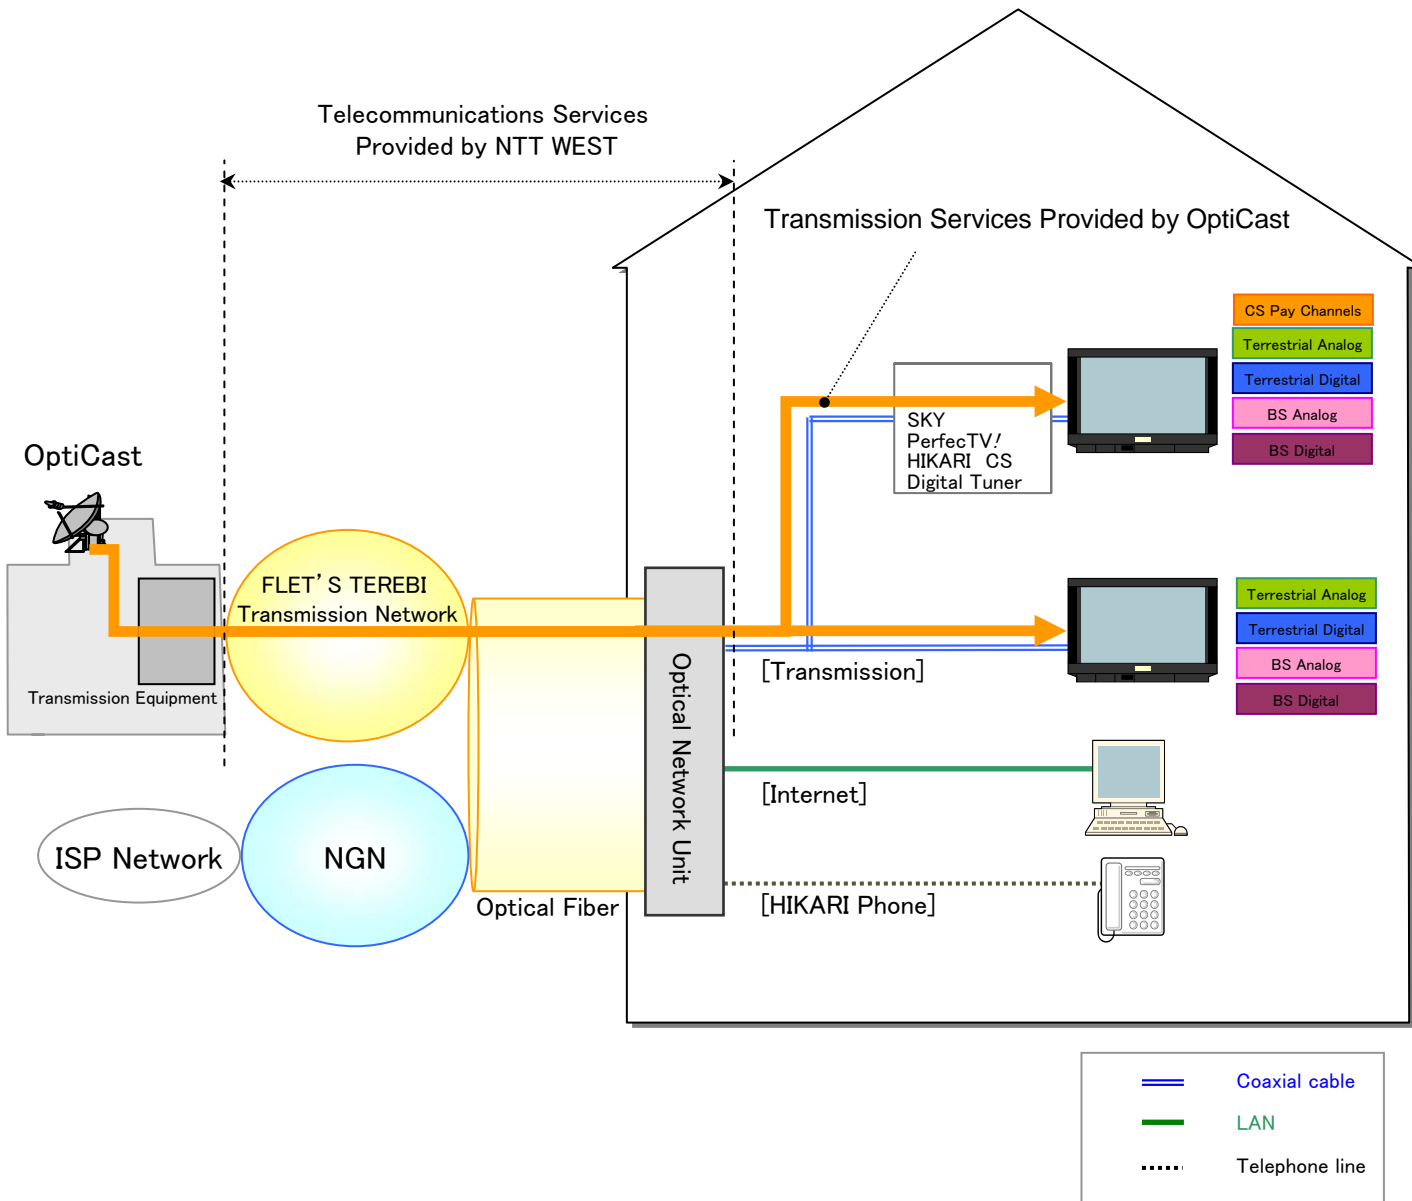 Telecommunications Services
Provided by NTT WEST
Transmission Services Provided by OptiCast
CS Pay Channels
Terrestrial Analog
Terrestrial Digital
BS Analog
BS Digital
SKY
PerfecTV!
HIKARI CS
Digital Tuner
OptiCast
FLET'S TEREBI
Transmission Network
Transmission Equipment
Optical Network Unit
[Transmission]
Terrestrial Analog
Terrestrial Digital
BS Analog
BS Digital
[Internet]
ISP Network
NGN
Optical Fiber
[HIKARI Phone]
Coaxial cable
LAN
Telephone line